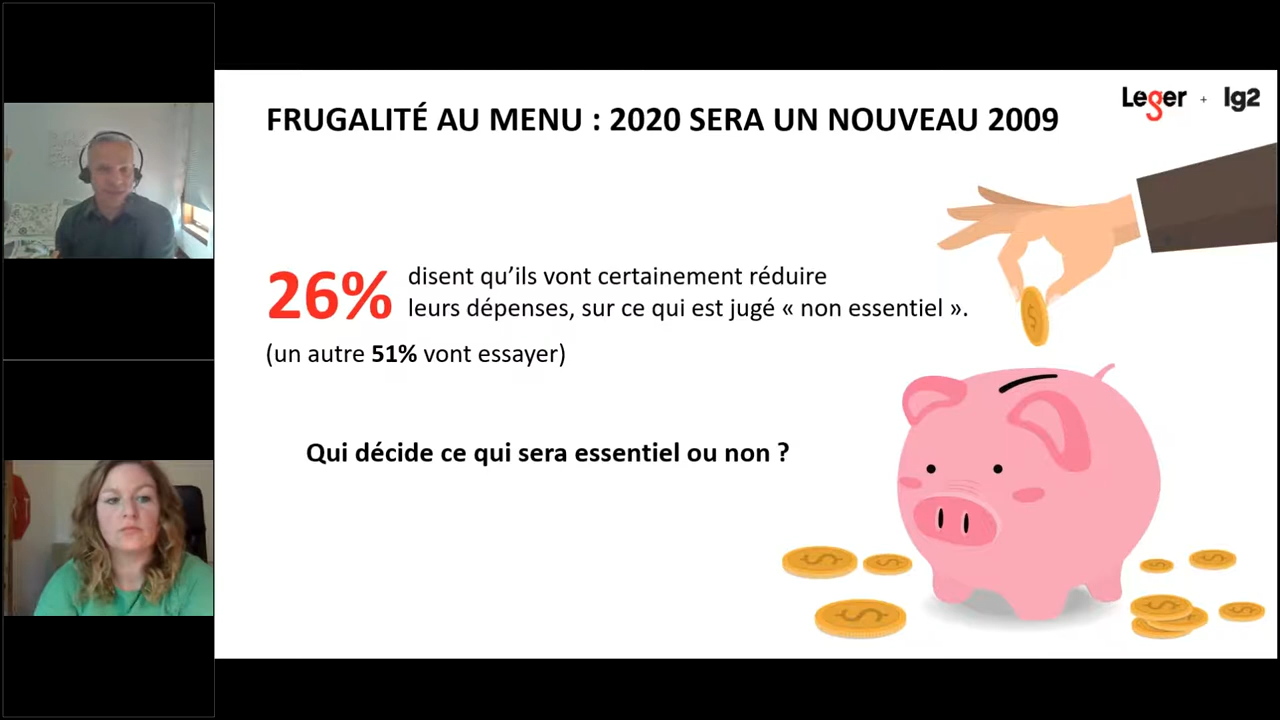 Leger + lg2
FRUGALITÉ AU MENU : 2020 SERA UN NOUVEAU 2009
26% disent qu’ils vont certainement réduire
leurs dépenses, sur ce qui est jugé « non essentiel ».
(un autre 51% vont essayer)
Qui décide ce qui sera essentiel ou non ?